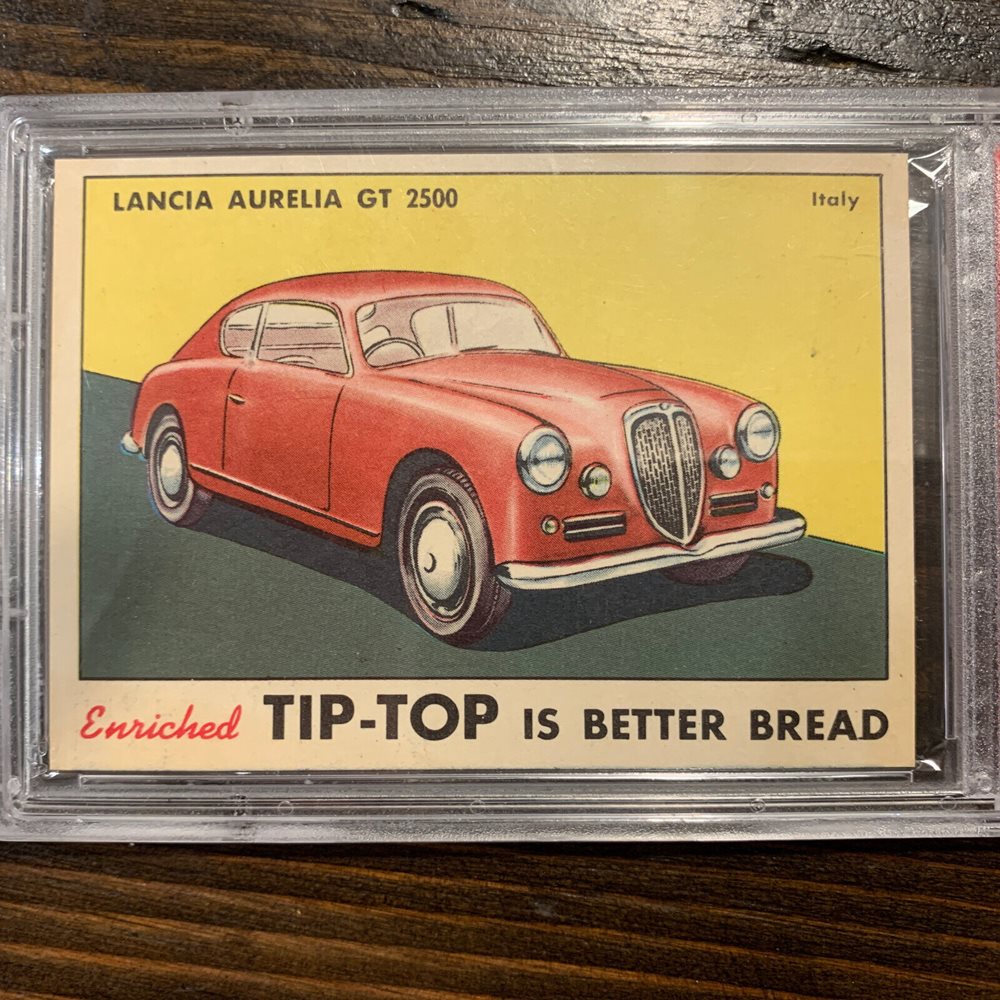 LANCIA AURELIA GT 2500 Italy
Enriched TIP-TOP IS BETTER BREAD